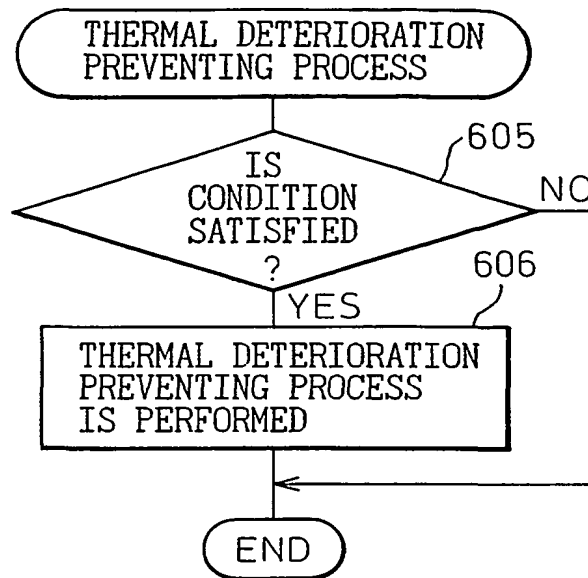 THERMAL DETERIORATION
PREVENTING PROCESS
605
IS
CONDITION
SATISFIED
?
NO
606
YES
THERMAL DETERIORATION
PREVENTING PROCESS
IS PERFORMED
END